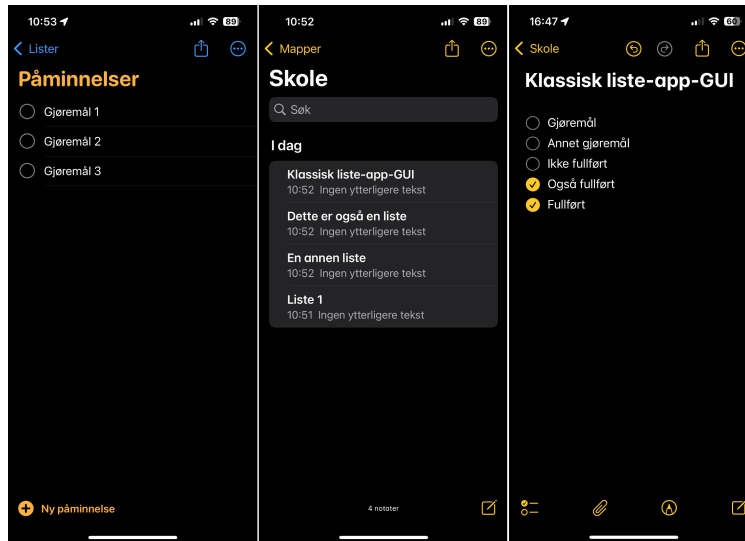 10:53
89
Lister
Påminnelser
Gjøremål 1
Gjøremål 2
Gjøremål 3
Ny påminnelse
10:52
89
Mapper
Skole
Søk
I dag
Klassisk liste-app-GUI
10:52 Ingen ytterligere tekst
Dette er også en liste
10:52 Ingen ytterligere tekst
En annen liste
10:52 Ingen ytterligere tekst
Liste 1
10:51 Ingen ytterligere tekst
4 notater
16:47
60
Skole
Klassisk liste-app-GUI
Gjøremål
Annet gjøremål
Ikke fullført
Også fullført
Fullført